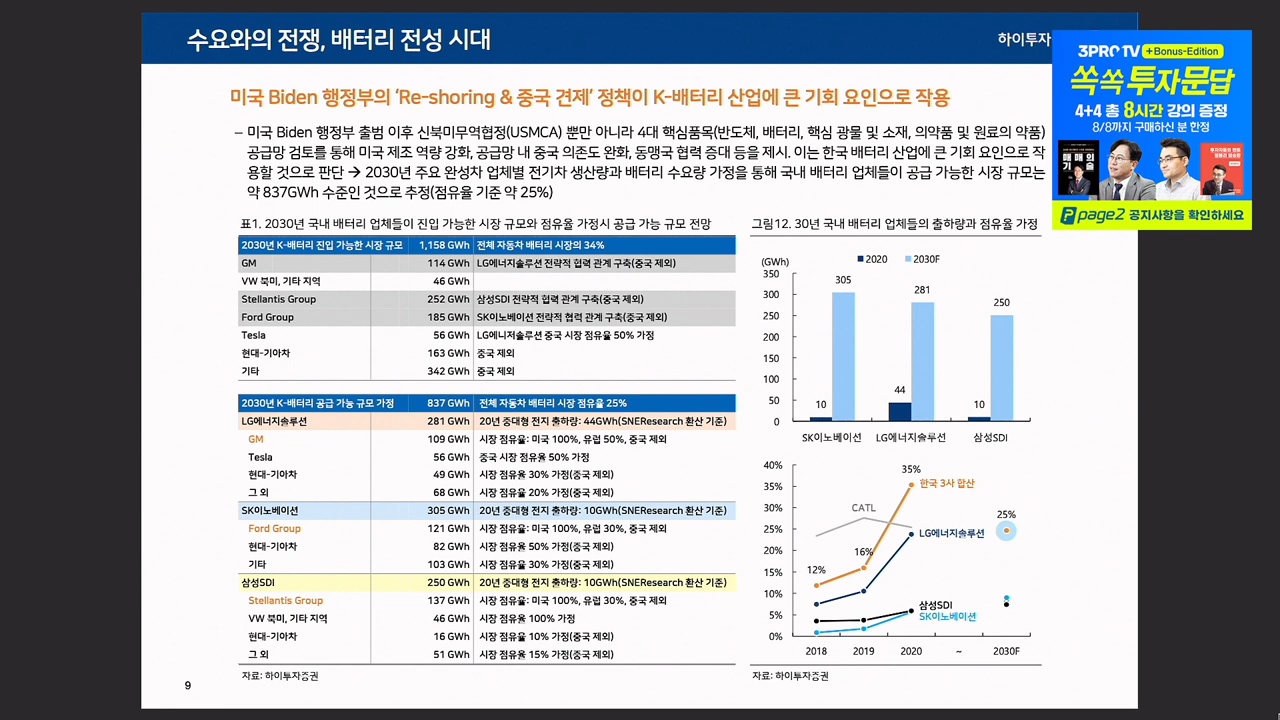 수요와의 전쟁, 배터리 전성 시대
하이투자
3PROTV +Bonus-Edition
쏙쏙 투자문답
4+4 총 8시간 강의 증정
8/8까지 구매하신 분 한정
page2 공지사항을 확인하세요
미국 Biden 행정부의 ‘Re-shoring & 중국 견제’ 정책이 K-배터리 산업에 큰 기회 요인으로 작용
– 미국 Biden 행정부 출범 이후 신북미무역협정(USMCA) 뿐만 아니라 4대 핵심품목(반도체, 배터리, 핵심 광물 및 소재, 의약품 및 원료의 약품)
공급망 검토를 통해 미국 제조 역량 강화, 공급망 내 중국 의존도 완화, 동맹국 협력 증대 등을 제시. 이는 한국 배터리 산업에 큰 기회 요인으로 작
용할 것으로 판단 → 2030년 주요 완성차 업체별 전기차 생산량과 배터리 수요량 가정을 통해 국내 배터리 업체들이 공급 가능한 시장 규모는
약 837GWh 수준인 것으로 추정(점유율 기준 약 25%)
표1. 2030년 국내 배터리 업체들이 진입 가능한 시장 규모와 점유율 가정시 공급 가능 규모 전망
2030년 K-배터리 진입 가능한 시장 규모 1,158 GWh 전체 자동차 배터리 시장의 34%
GM 114 GWh LG에너지솔루션 전략적 협력 관계 구축(중국 제외)
VW 북미, 기타 지역 46 GWh
Stellantis Group 252 GWh 삼성SDI 전략적 협력 관계 구축(중국 제외)
Ford Group 185 GWh SK이노베이션 전략적 협력 관계 구축(중국 제외)
Tesla 56 GWh LG에니저솔루션 중국 시장 점유율 50% 가정
현대-기아차 163 GWh 중국 제외
기타 342 GWh 중국 제외
2030년 K-배터리 공급 가능 규모 가정 837 GWh 전체 자동차 배터리 시장 점유율 25%
LG에너지솔루션 281 GWh 20년 중대형 전지 출하량: 44GWh(SNEResearch 환산 기준)
GM 109 GWh 시장 점유율: 미국 100%, 유럽 50%, 중국 제외
Tesla 56 GWh 중국 시장 점유율 50% 가정
현대-기아차 49 GWh 시장 점유율 30% 가정(중국 제외)
그 외 68 GWh 시장 점유율 20% 가정(중국 제외)
SK이노베이션 305 GWh 20년 중대형 전지 출하량: 10GWh(SNEResearch 환산 기준)
Ford Group 121 GWh 시장 점유율: 미국 100%, 유럽 30%, 중국 제외
현대-기아차 82 GWh 시장 점유율 50% 가정(중국 제외)
기타 103 GWh 시장 점유율 30% 가정(중국 제외)
삼성SDI 250 GWh 20년 중대형 전지 출하량: 10GWh(SNEResearch 환산 기준)
Stellantis Group 137 GWh 시장 점유율: 미국 100%, 유럽 30%, 중국 제외
VW 북미, 기타 지역 46 GWh 시장 점유율 100% 가정
현대-기아차 16 GWh 시장 점유율 10% 가정(중국 제외)
그 외 51 GWh 시장 점유율 15% 가정(중국 제외)
자료: 하이투자증권
그림12. 30년 국내 배터리 업체들의 출하량과 점유율 가정
(GWh)
2020 2030F
350
300
250
200
150
100
50
0
10 305 44 281 10 250
SK이노베이션 LG에너지솔루션 삼성SDI
40%
35%
30%
25%
20%
15%
10%
5%
0%
35%
한국 3사 합산
CATL
25%
LG에너지솔루션
16%
12%
삼성SDI
SK이노베이션
2018 2019 2020 ~ 2030F
자료: 하이투자증권
9